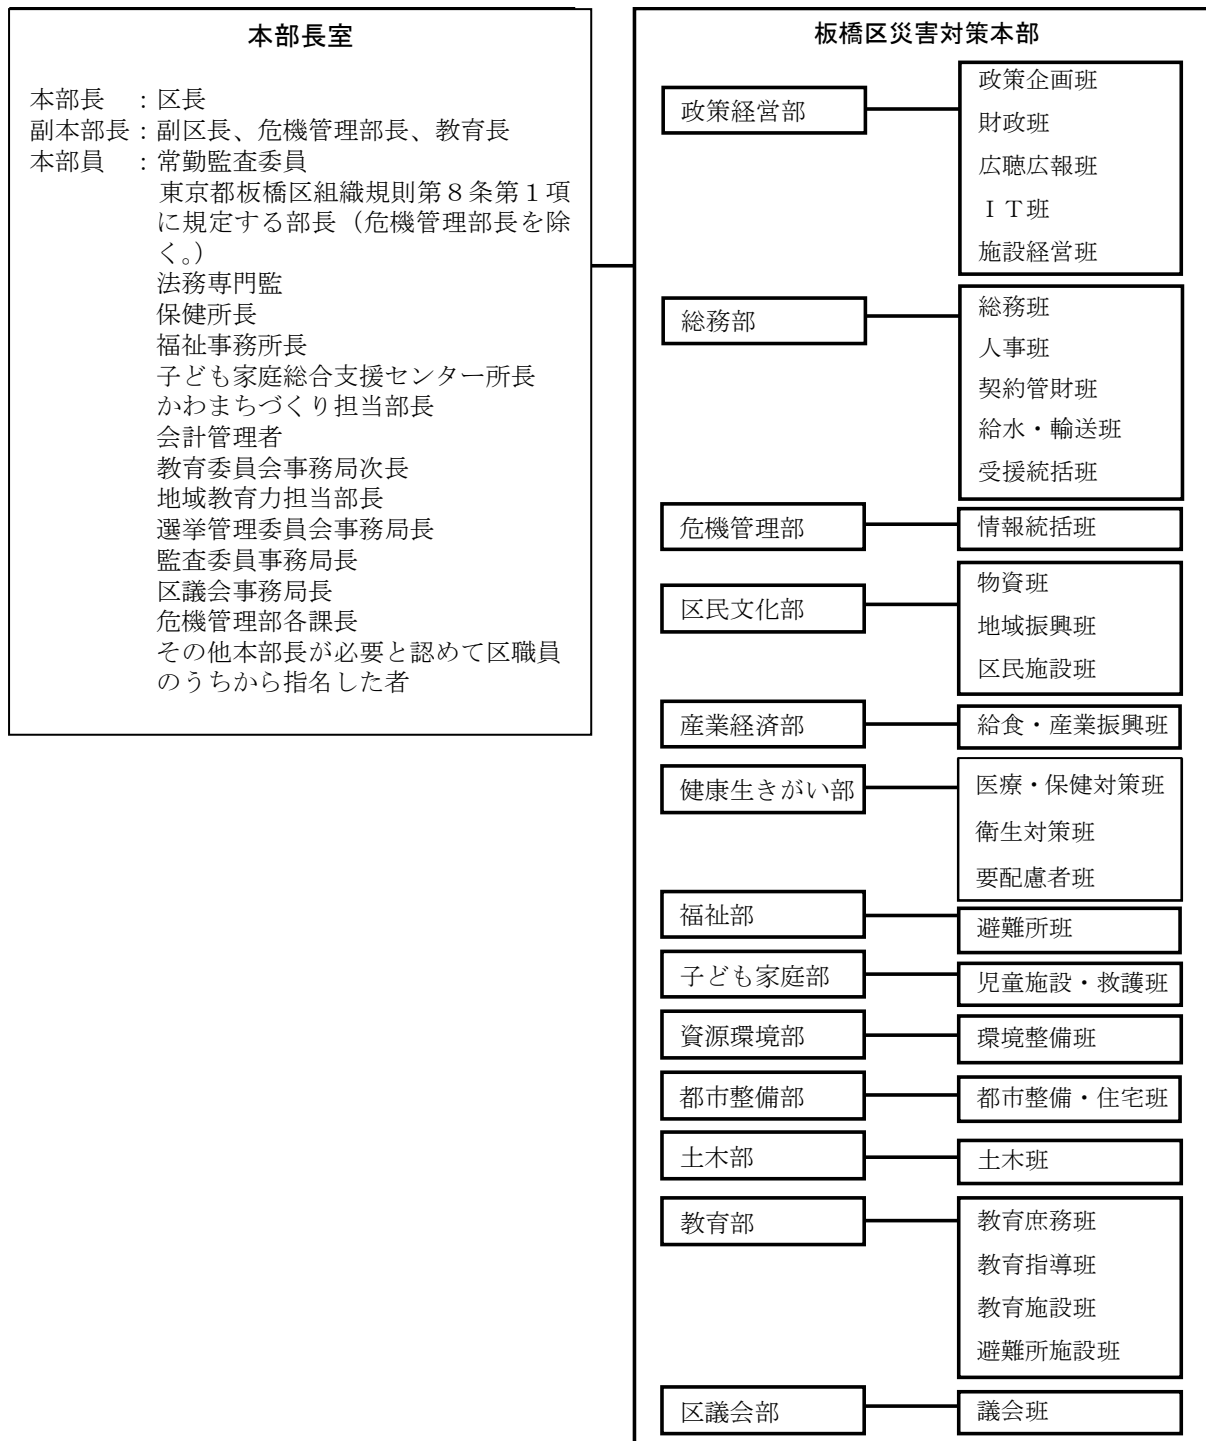 本部長室
本部長　：区長
副本部長：副区長、危機管理部長、教育長
本部員　：常勤監査委員
東京都板橋区組織規則第８条第１項
に規定する部長（危機管理部長を除
く。）
法務専門監
保健所長
福祉事務所長
子ども家庭総合支援センター所長
かわまちづくり担当部長
会計管理者
教育委員会事務局次長
地域教育力担当部長
選挙管理委員会事務局長
監査委員事務局長
区議会事務局長
危機管理部各課長
その他本部長が必要と認めて区職員
のうちから指名した者
板橋区災害対策本部
政策経営部
政策企画班
財政班
広聴広報班
ＩＴ班
施設経営班
総務部
総務班
人事班
契約管財班
給水・輸送班
受援統括班
危機管理部
情報統括班
区民文化部
物資班
地域振興班
区民施設班
産業経済部
給食・産業振興班
健康生きがい部
医療・保健対策班
衛生対策班
要配慮者班
福祉部
避難所班
子ども家庭部
児童施設・救護班
資源環境部
環境整備班
都市整備部
都市整備・住宅班
土木部
土木班
教育部
教育庶務班
教育指導班
教育施設班
避難所施設班
区議会部
議会班